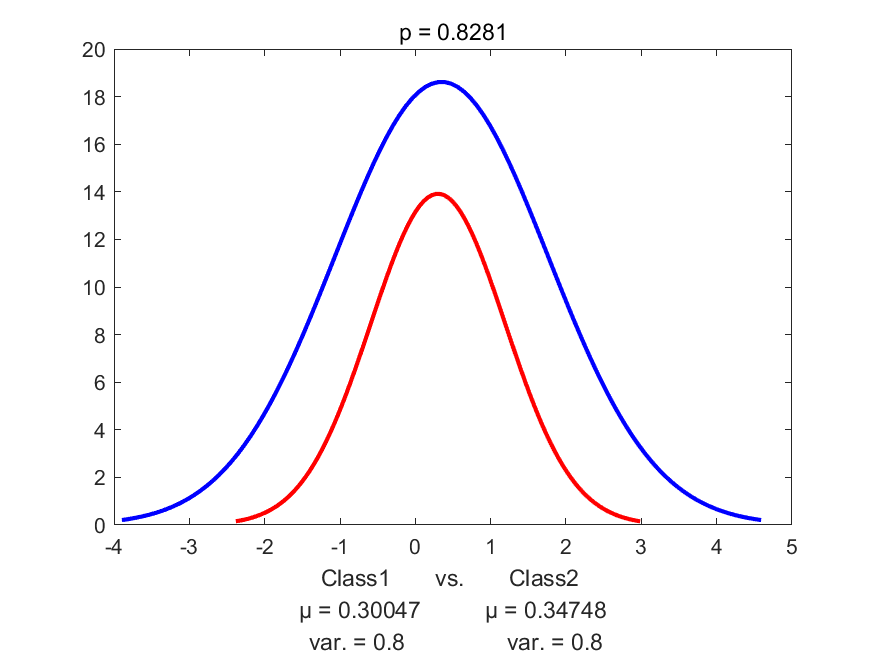 p = 0.8281
20
18
16
14
12
10
8
6
4
2
0
-4 -3 -2 -1 0 1 2 3 4 5
Class1 vs. Class2
µ = 0.30047 µ = 0.34748
var. = 0.8 var. = 0.8